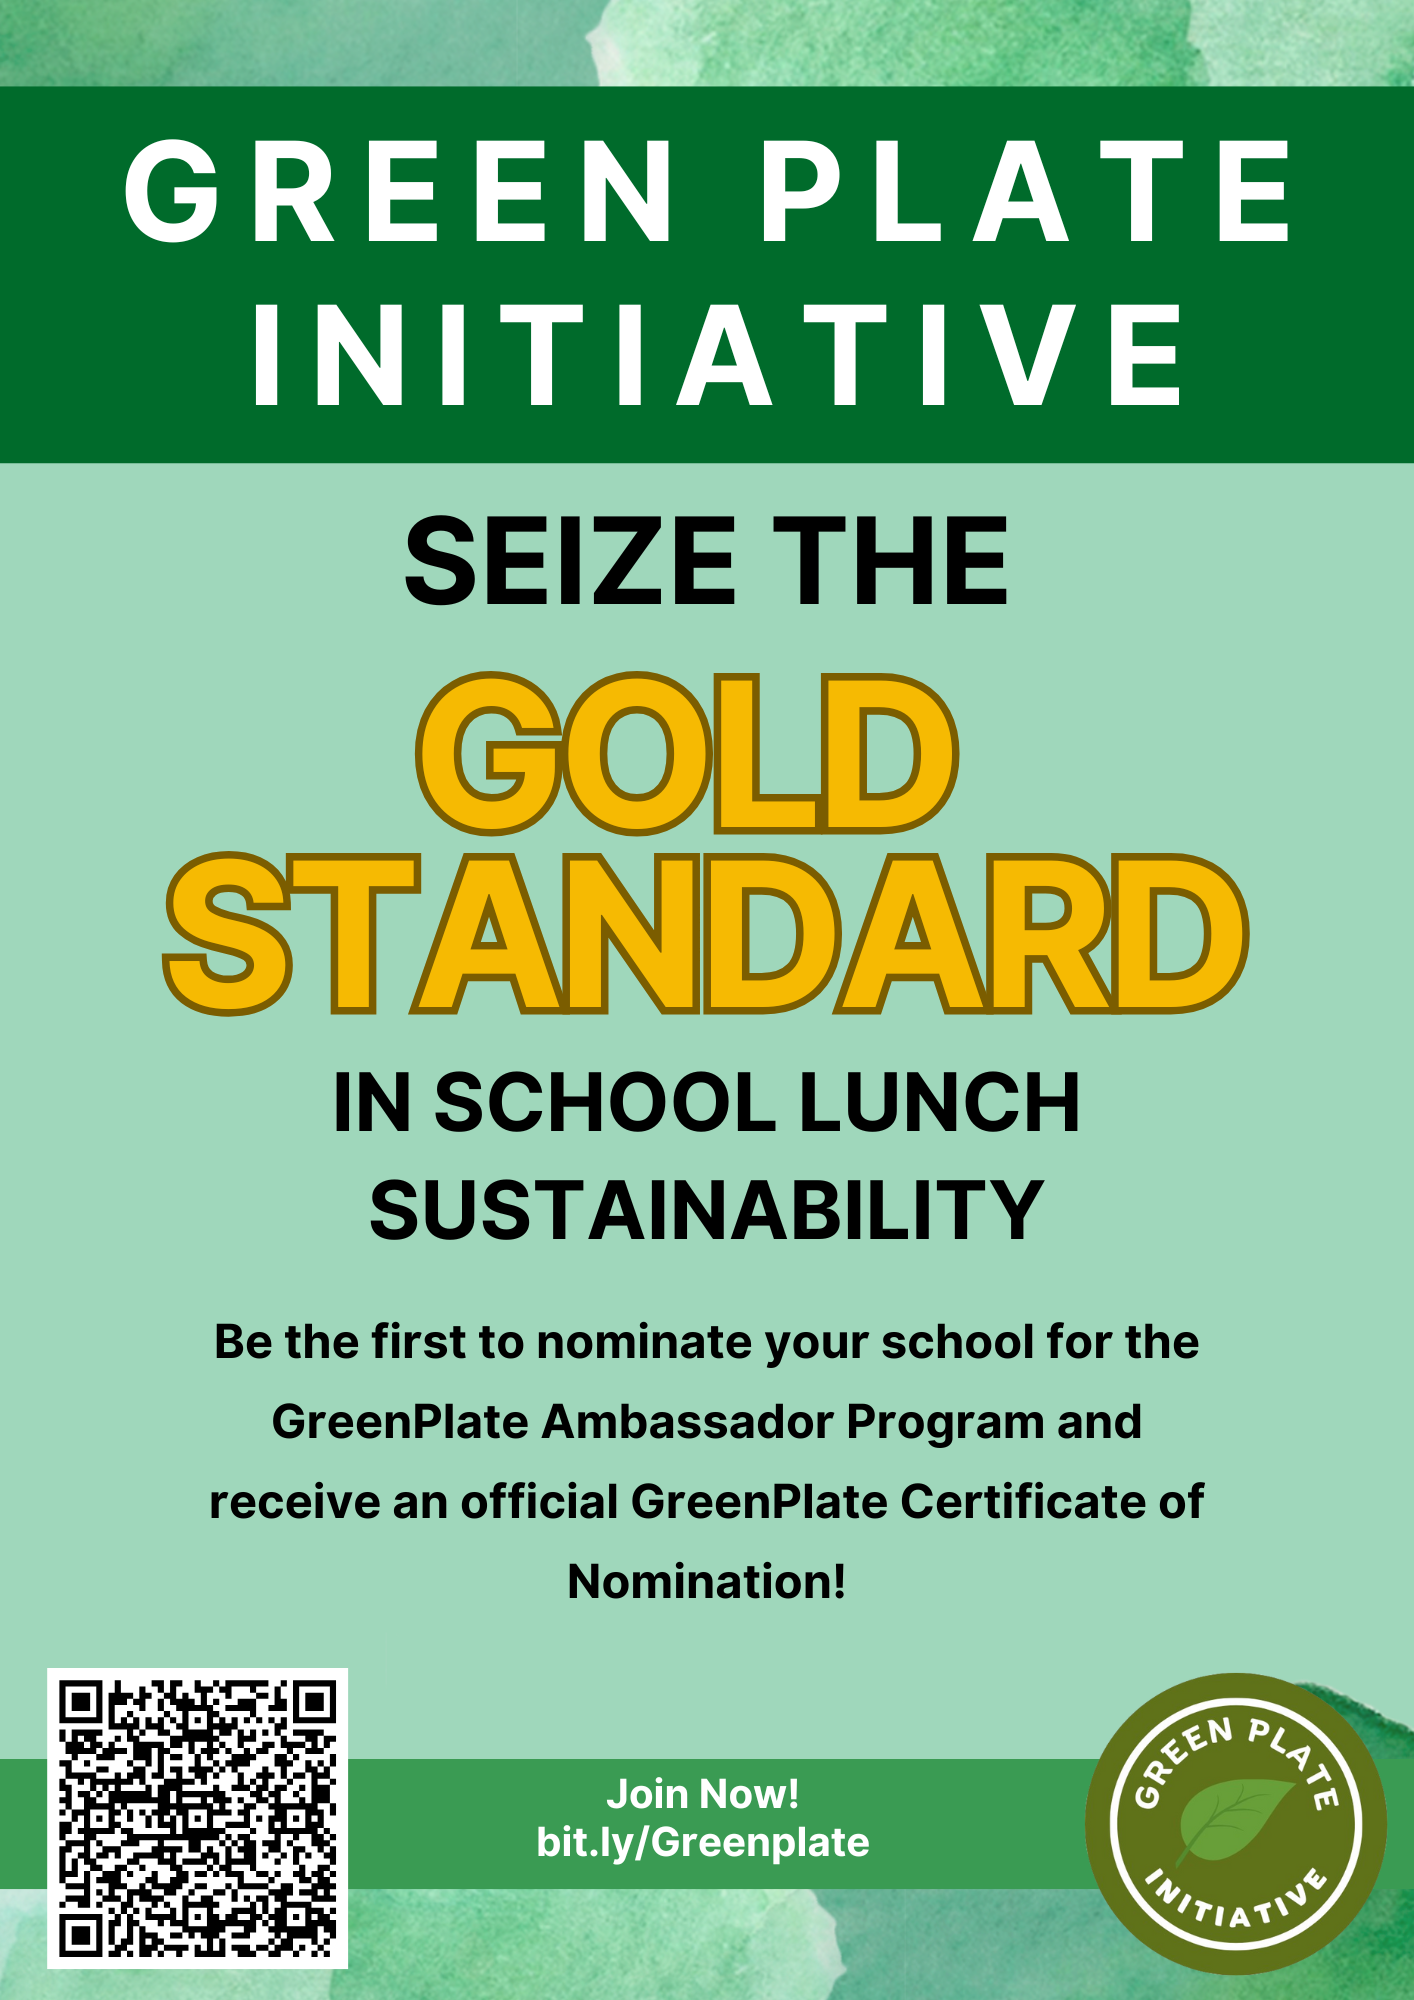 GREEN PLATE
INITIATIVE
SEIZE THE
GOLD
STANDARD
IN SCHOOL LUNCH
SUSTAINABILITY
Be the first to nominate your school for the
GreenPlate Ambassador Program and
receive an official GreenPlate Certificate of
Nomination!
Join Now!
bit.ly/Greenplate
GREEN PLATE
INITIATIVE